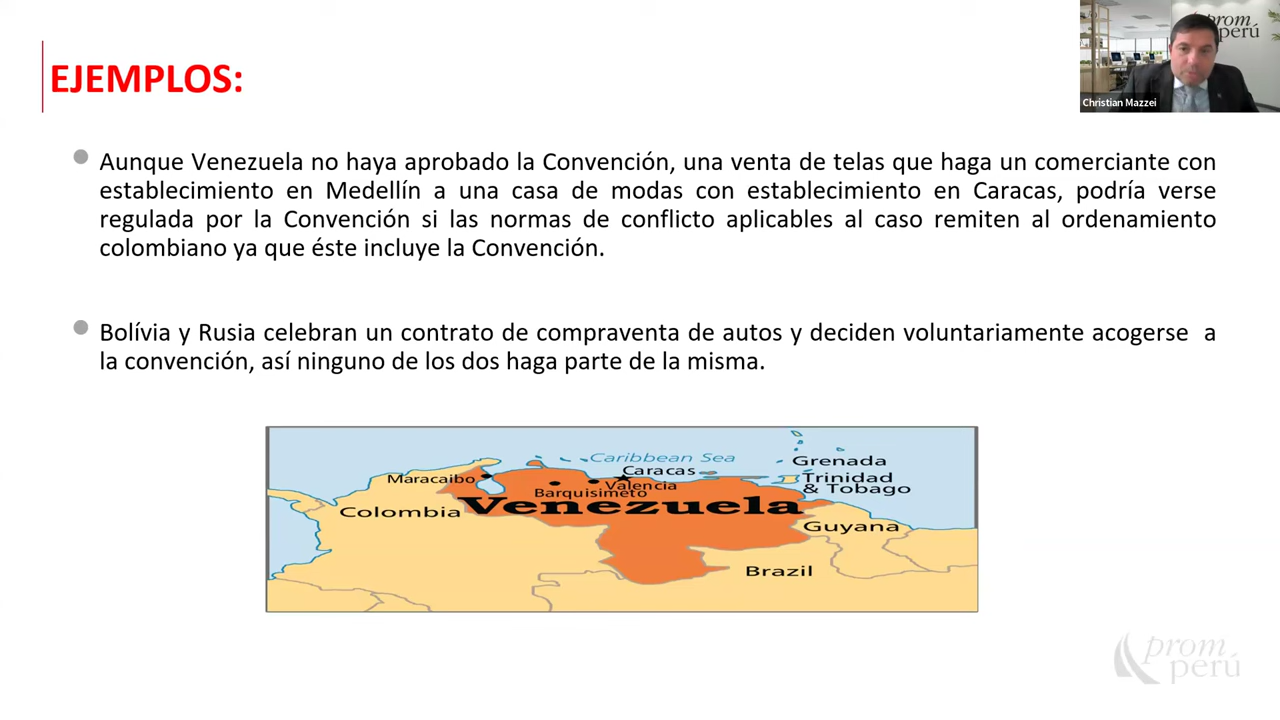 EJEMPLOS:
Aunque Venezuela no haya aprobado la Convención, una venta de telas que haga un comerciante con
establecimiento en Medellín a una casa de modas con establecimiento en Caracas, podría verse
regulada por la Convención si las normas de conflicto aplicables al caso remiten al ordenamiento
colombiano ya que éste incluye la Convención.
Bolívia y Rusia celebran un contrato de compraventa de autos y deciden voluntariamente acogerse a
la convención, así ninguno de los dos haga parte de la misma.
prom
perú
Christian Mazzei
Caribbean Sea
Grenada
Caracas
Maracaibo
Trinidad
& Tobago
Valencia
Barquisimeto
Venezuela
Colombia
Guyana
Brazil
prom
perú